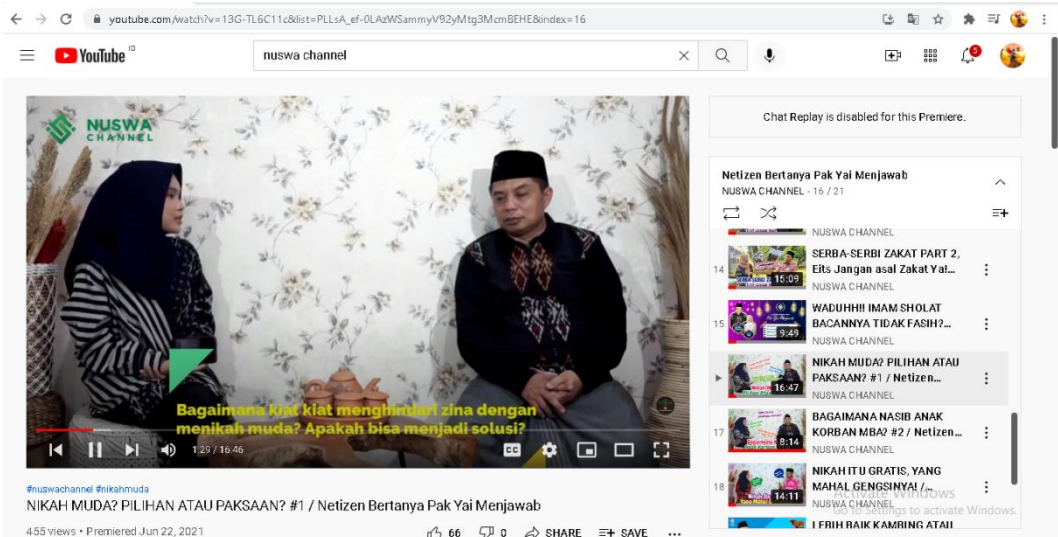 youtube.com/watch?v=13G-TL6C11c&list=PLLsA_ef-0LAzWSammyV92yMtg3McmBEHE&index=16
YouTube ID
nuswa channel
9
NUSWA
CHANNEL
Bagaimana kiat kiat menghindari zina dengan
menikah muda? Apakah bisa menjadi solusi?
1:29 / 16:46
CC
#nuswachannel #nikahmuda
NIKAH MUDA? PILIHAN ATAU PAKSAAN? #1 / Netizen Bertanya Pak Yai Menjawab
455 views • Premiered Jun 22, 2021
66
0
SHARE
SAVE
Chat Replay is disabled for this Premiere.
Netizen Bertanya Pak Yai Menjawab
NUSWA CHANNEL - 16 / 21
NUSWA CHANNEL
14
15:09
SERBA-SERBI ZAKAT PART 2,
Eits Jangan asal Zakat Ya!...
NUSWA CHANNEL
15
9:49
WADUHH!! IMAM SHOLAT
BACANNYA TIDAK FASIH?...
NUSWA CHANNEL
16:47
NIKAH MUDA? PILIHAN ATAU
PAKSAAN? #1 / Netizen...
NUSWA CHANNEL
17
8:14
BAGAIMANA NASIB ANAK
KORBAN MBA? #2 / Netizen...
NUSWA CHANNEL
18
14:11
NIKAH ITU GRATIS, YANG
MAHAL GENGSINYA! /...
NUSWA CHANNEL
LEBIH BAIK KAMBING ATAU
Activate Windows
Go to Settings to activate Windows.